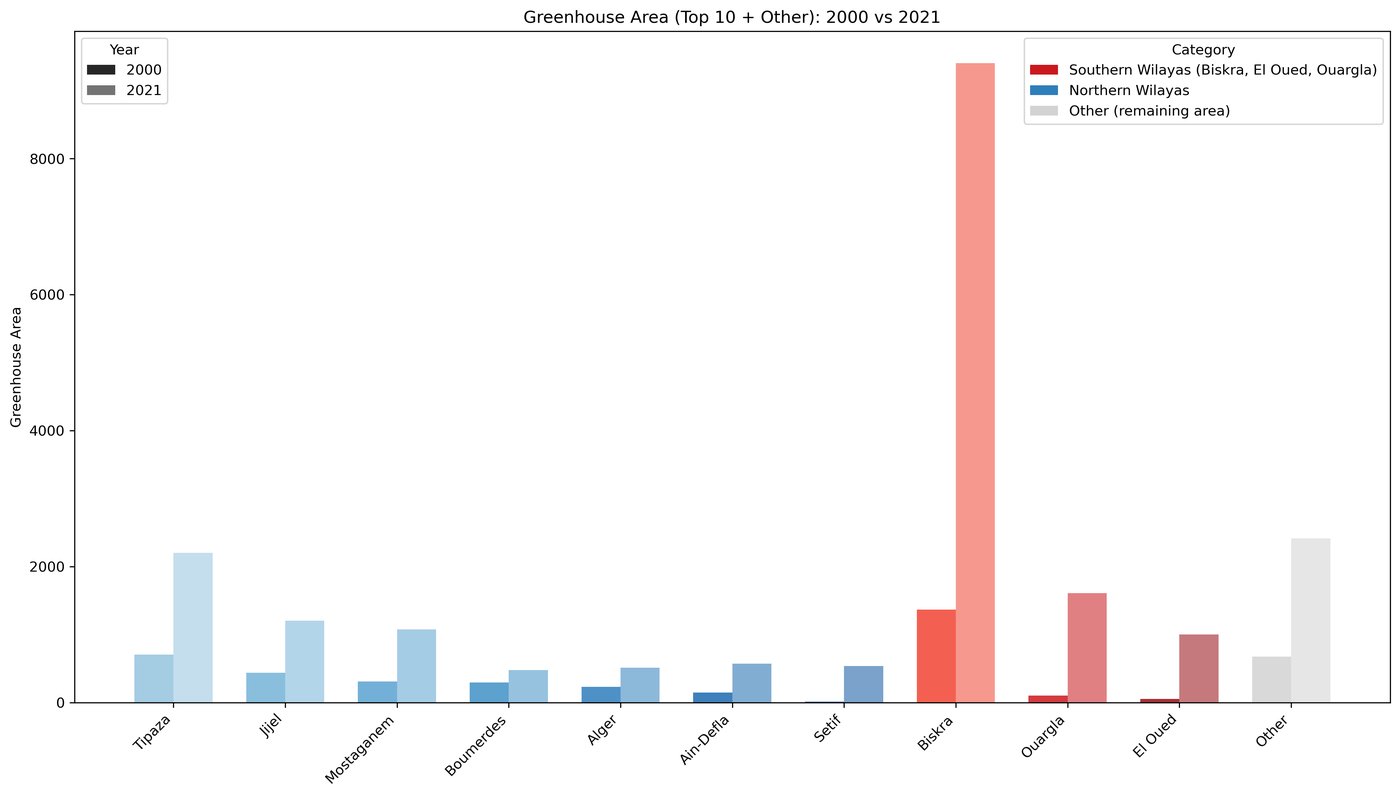 Greenhouse Area (Top 10 + Other): 2000 vs 2021
Year
2000
2021
Category
Southern Wilayas (Biskra, El Oued, Ouargla)
Northern Wilayas
Other (remaining area)
Greenhouse Area
8000
6000
4000
2000
0
Tipaza
Jijel
Mostaganem
Boumerdes
Alger
Ain-Defla
Setif
Biskra
Ouargla
El Oued
Other